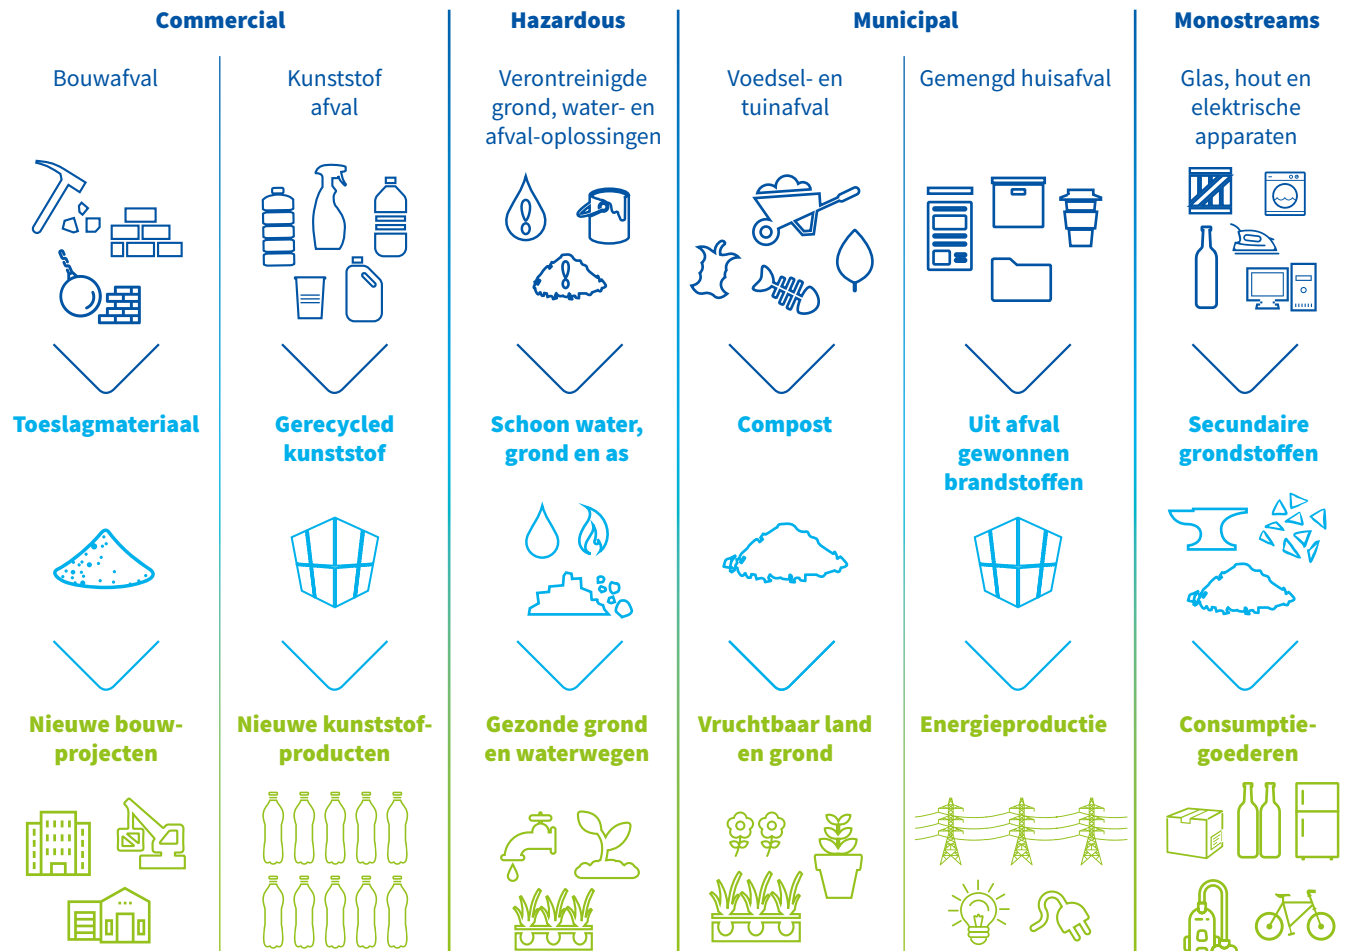 Commercial
Hazardous
Municipal
Monostreams
Bouwafval
Kunststof
afval
Verontreinigde
grond, water- en
afval-oplossingen
Voedsel- en
tuinafval
Gemengd huisafval
Glas, hout en
elektrische
apparaten
Toeslagmateriaal
Gerecycled
kunststof
Schoon water,
grond en as
Compost
Uit afval
gewonnen
brandstoffen
Secundaire
grondstoffen
Nieuwe bouw-
projecten
Nieuwe kunststof-
producten
Gezonde grond
en waterwegen
Vruchtbaar land
en grond
Energieproductie
Consumptie-
goederen